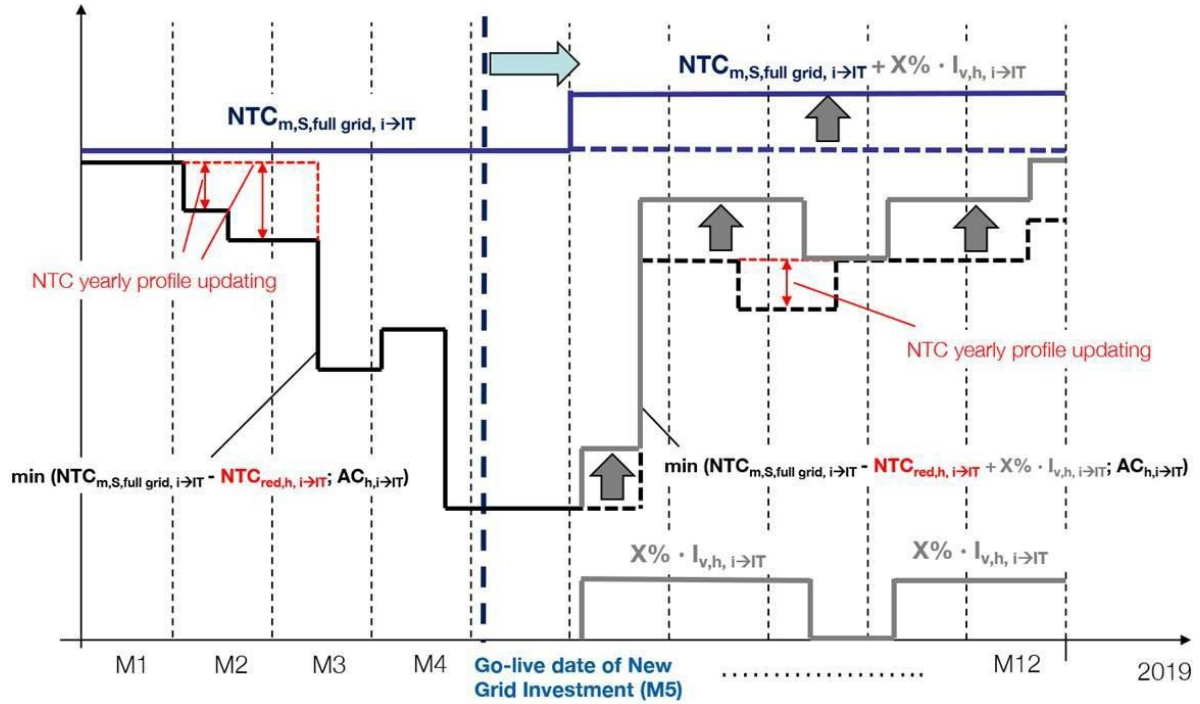 NTCm,S,full grid, i→IT + X% · Iv,h, i→IT
NTCm,S,full grid, i→IT
NTC yearly profile updating
NTC yearly profile updating
min (NTCm,S,full grid, i→IT - NTCred,h, i→IT; ACh,i→IT)
min (NTCm,S,full grid, i→IT - NTCred,h, i→IT + X% · Iv,h, i→IT; ACh,i→IT)
X% · Iv,h, i→IT
X% · Iv,h, i→IT
M1
M2
M3
M4
Go-live date of New
Grid Investment (M5)
....................
M12
2019